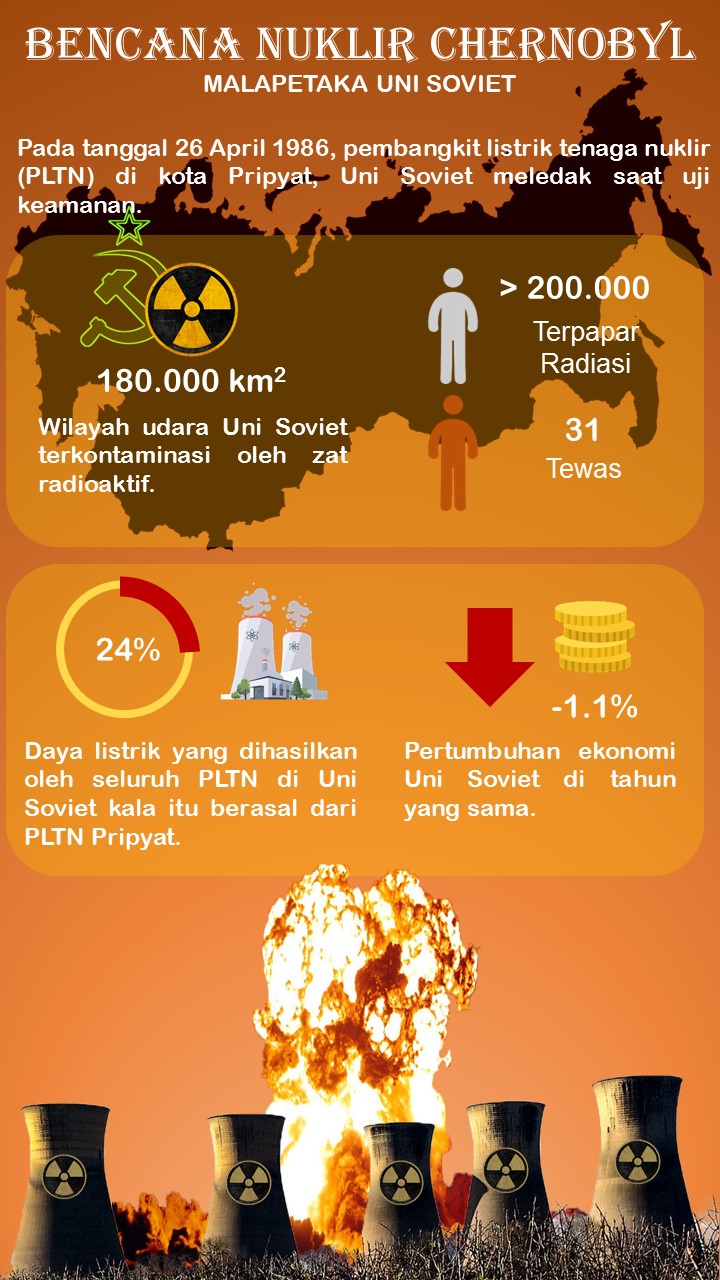 BENCANA NUKLIR CHERNOBYL
MALAPETAKA UNI SOVIET
Pada tanggal 26 April 1986, pembangkit listrik tenaga nuklir
(PLTN) di kota Pripyat, Uni Soviet meledak saat uji
keamanan.
180.000 km²
Wilayah udara Uni Soviet
terkontaminasi oleh zat
radioaktif.
> 200.000
Terpapar
Radiasi
31
Tewas
24%
Daya listrik yang dihasilkan
oleh seluruh PLTN di Uni
Soviet kala itu berasal dari
PLTN Pripyat.
-1.1%
Pertumbuhan ekonomi
Uni Soviet di tahun
yang sama.